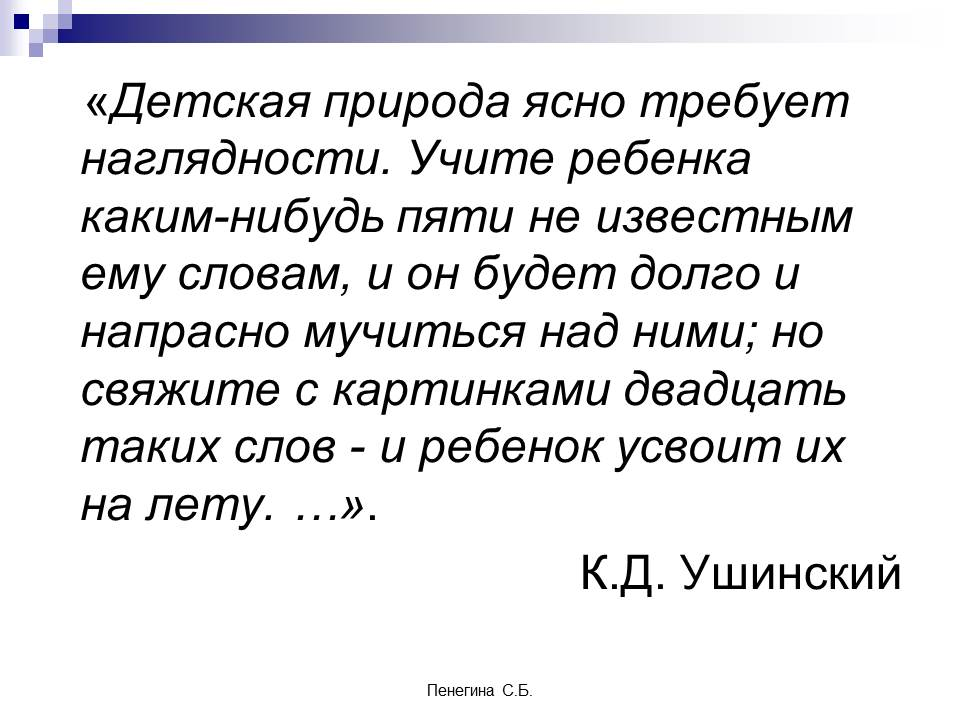 «Детская природа ясно требует
наглядности. Учите ребенка
каким-нибудь пяти не известным
ему словам, и он будет долго и
напрасно мучиться над ними; но
свяжите с картинками двадцать
таких слов - и ребенок усвоит их
на лету. …».
К.Д. Ушинский
Пенегина С.Б.